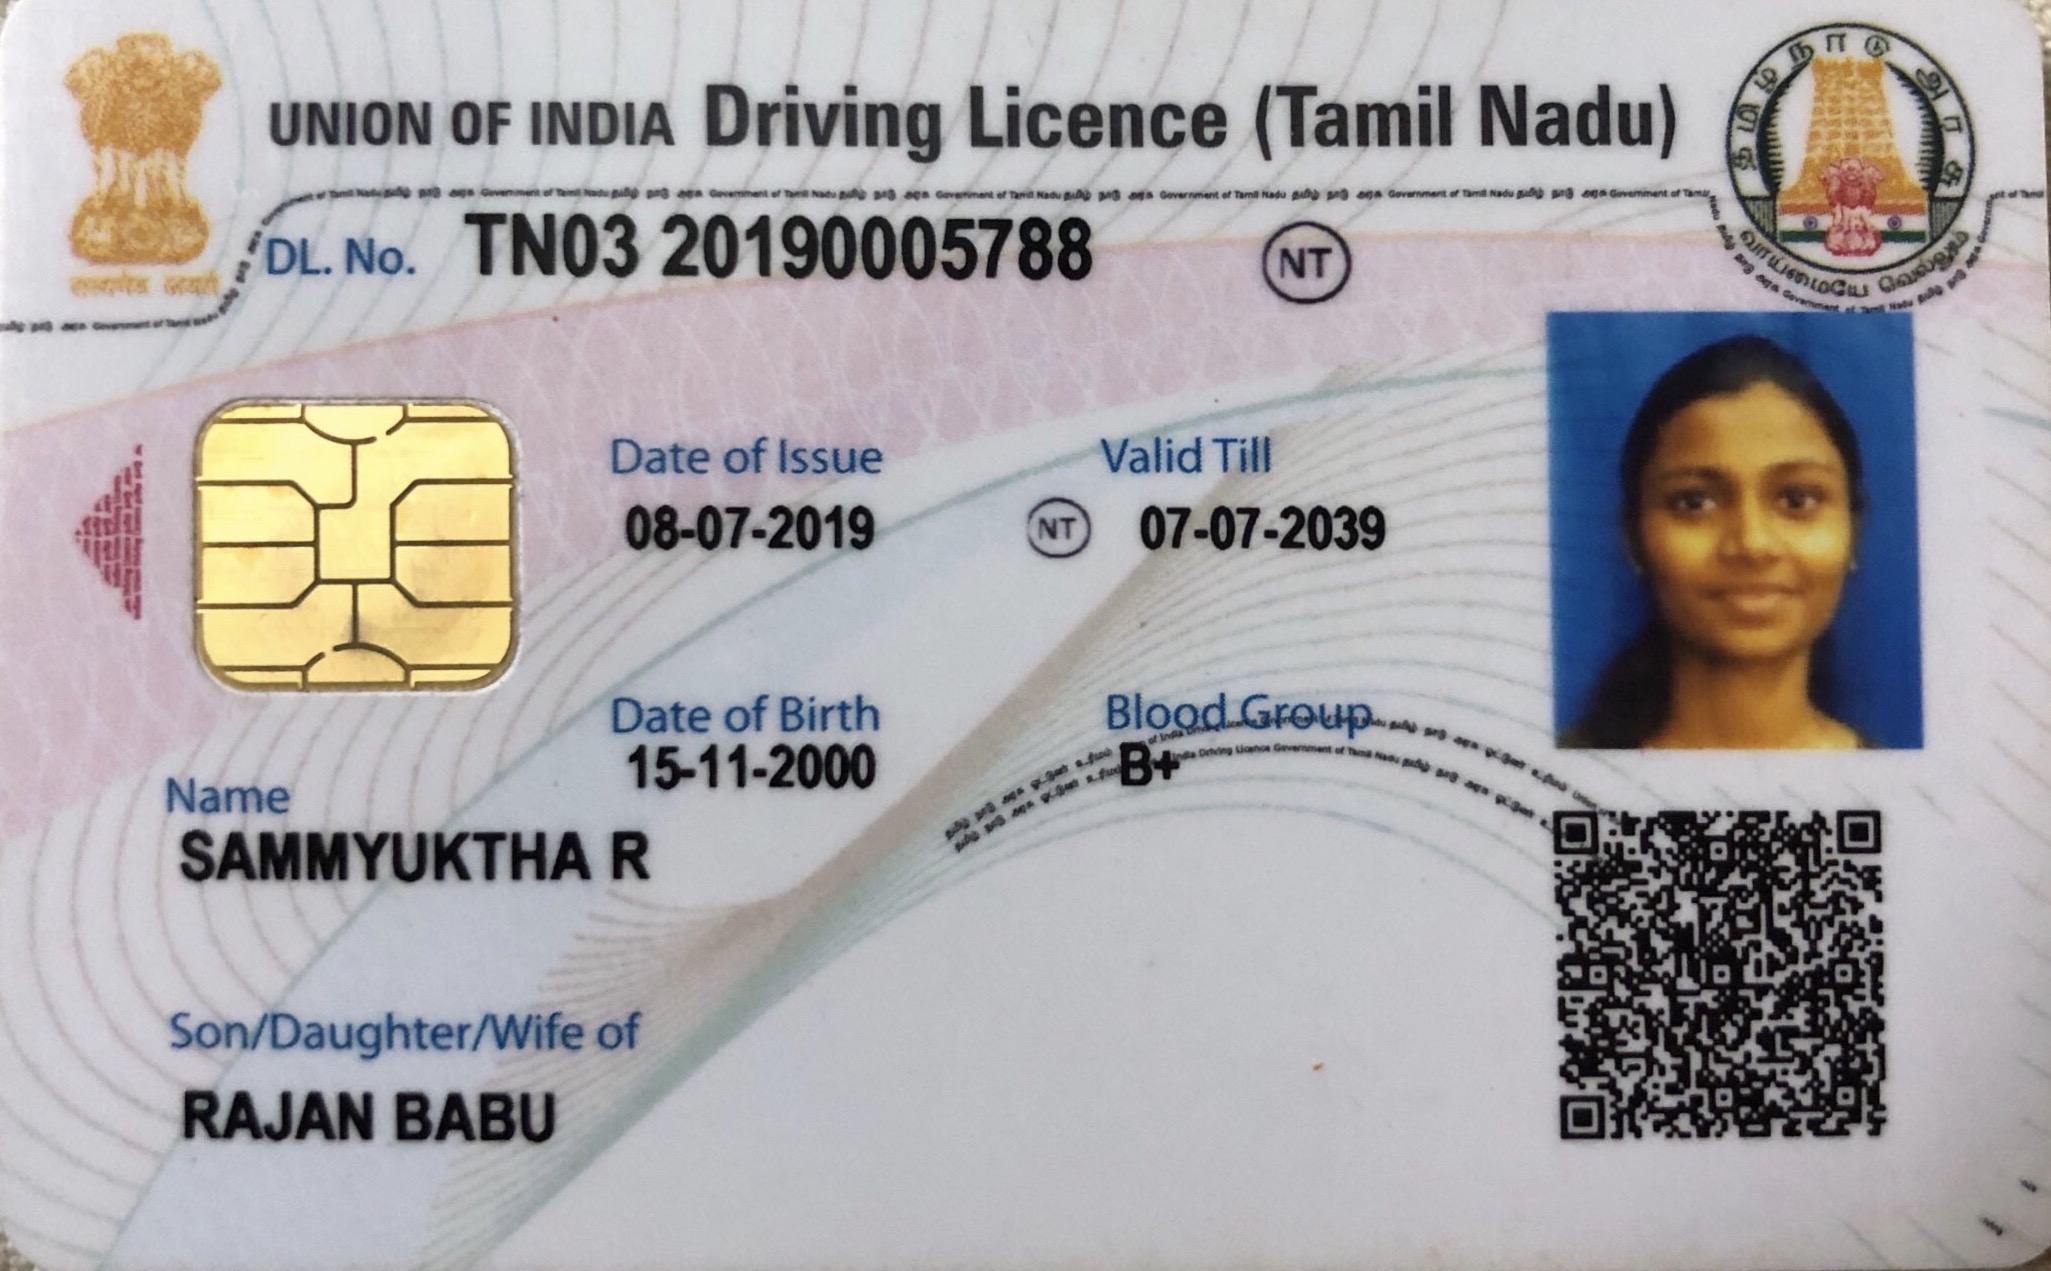 UNION OF INDIA Driving Licence (Tamil Nadu)
தமிழ்நாடு அரசு
வாய்மையே வெல்லும்
सत्यमेव जयते
DL. No. TN03 20190005788 NT
Date of Issue Valid Till
08-07-2019 NT 07-07-2039
Date of Birth Blood Group
15-11-2000 B+
Name
SAMMYUKTHA R
Son/Daughter/Wife of
RAJAN BABU